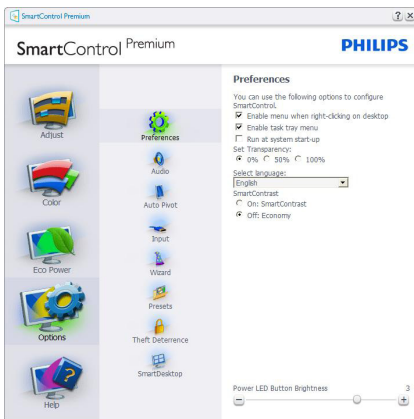 SmartControl Premium
? x
SmartControl Premium
PHILIPS
Adjust
Color
Eco Power
Options
Help
Preferences
Audio
Auto Pivot
Input
Wizard
Presets
Theft Deterrence
SmartDesktop
Preferences
You can use the following options to configure
SmartControl.
Enable menu when right-clicking on desktop
Enable task tray menu
Run at system start-up
Set Transparency:
0% 50% 100%
Select language:
English
SmartContrast
On: SmartContrast
Off: Economy
Power LED Button Brightness 3
- +